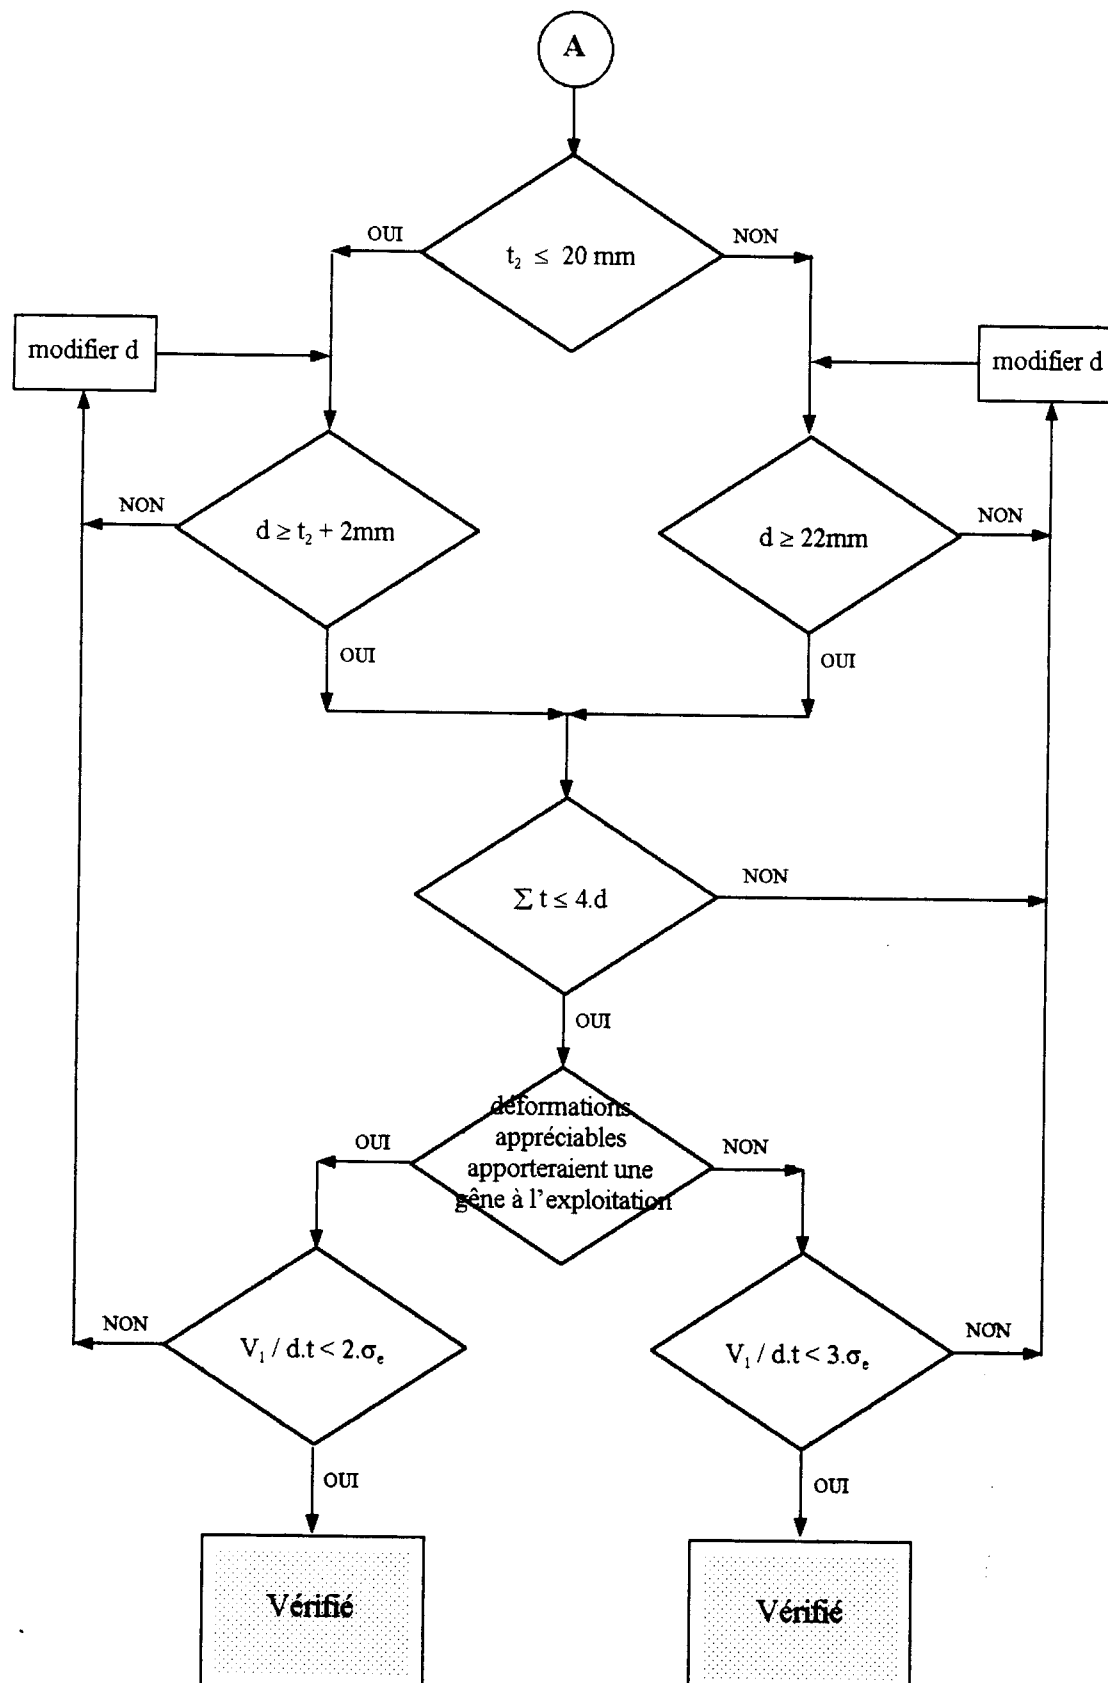 A
OUI
NON
t₂ ≤ 20 mm
modifier d
modifier d
NON
d ≥ t₂ + 2mm
d ≥ 22mm
NON
OUI
OUI
NON
∑ t ≤ 4.d
OUI
déformations
OUI
appréciables
NON
apporteraient une
gêne à l'exploitation
NON
V₁ / d.t < 2.σₑ
V₁ / d.t < 3.σₑ
NON
OUI
OUI
Vérifié
Vérifié